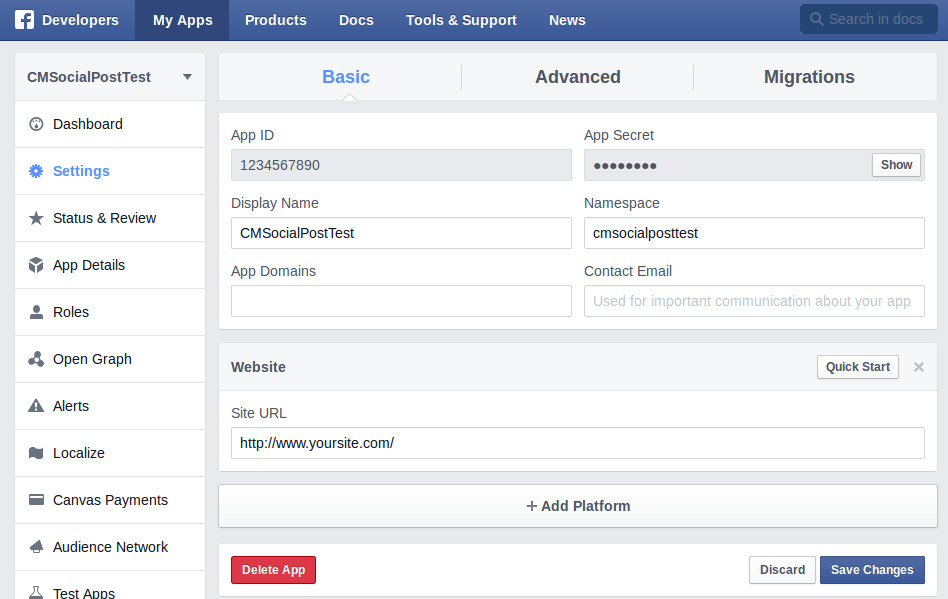 Developers My Apps Products Docs Tools & Support News Search in docs
CMSocialPostTest
Dashboard
Settings
Status & Review
App Details
Roles
Open Graph
Alerts
Localize
Canvas Payments
Audience Network
Test Apps
Basic Advanced Migrations
App ID App Secret
1234567890 ●●●●●●●● Show
Display Name Namespace
CMSocialPostTest cmsocialposttest
App Domains Contact Email
Used for important communication about your app
Website Quick Start ×
Site URL
http://www.yoursite.com/
+ Add Platform
Delete App Discard Save Changes